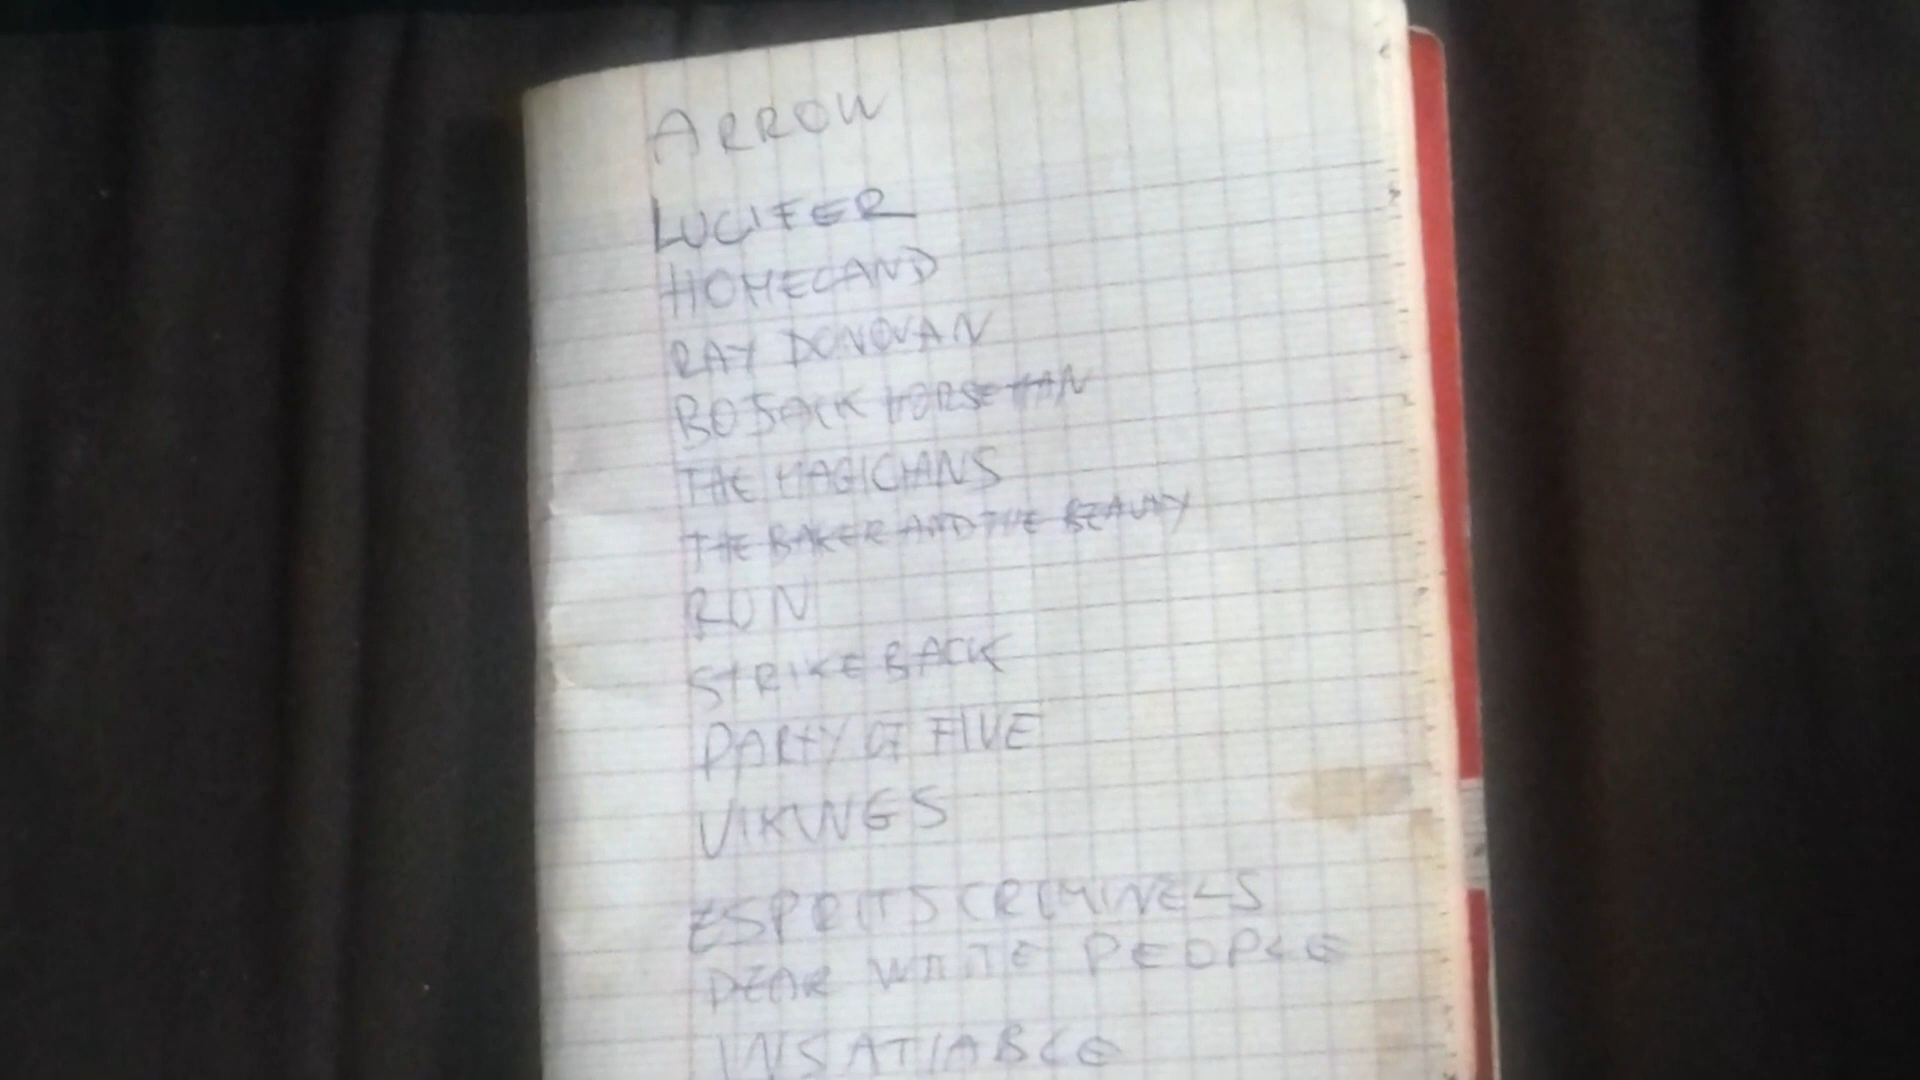 ARROW
LUCIFER
HOMELAND
RAY DONOVAN
BOJACK HORSEMAN
THE MAGICIANS
THE BAKER AND THE BEAUTY
RUN
STRIKE BACK
PARTY OF FIVE
VIKINGS
ESPRITS CRIMINELS
DEAR WHITE PEOPLE
INSATIABLE